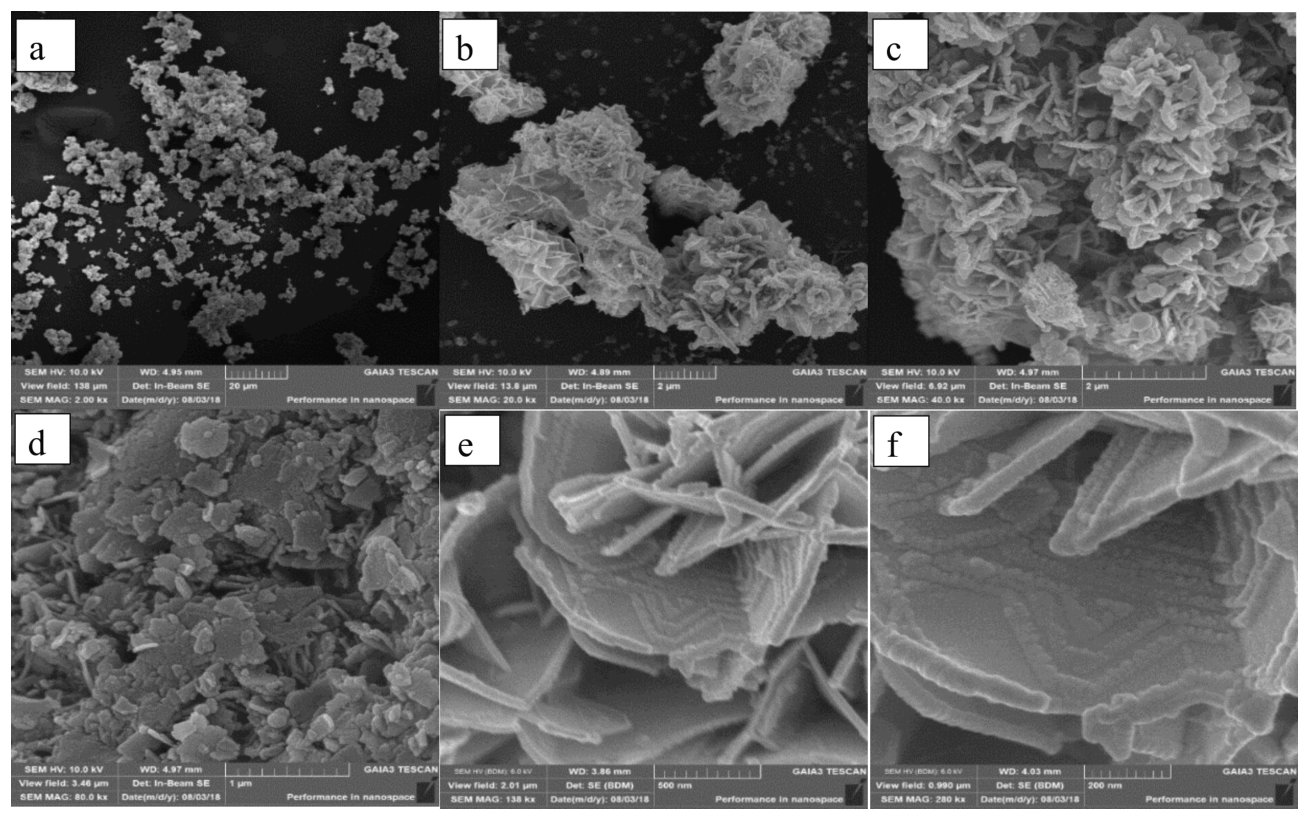 a
b
c
SEM HV: 10.0 kV WD: 4.95 mm GAIA3 TESCAN
View field: 138 µm Det: In-Beam SE 20 µm
SEM MAG: 2.00 kx Date(m/d/y): 08/03/18 Performance in nanospace
SEM HV: 10.0 kV WD: 4.89 mm GAIA3 TESCAN
View field: 13.8 µm Det: In-Beam SE 2 µm
SEM MAG: 20.0 kx Date(m/d/y): 08/03/18 Performance in nanospace
SEM HV: 10.0 kV WD: 4.97 mm GAIA3 TESCAN
View field: 6.92 µm Det: In-Beam SE 2 µm
SEM MAG: 40.0 kx Date(m/d/y): 08/03/18 Performance in nanospace
d
e
f
SEM HV: 10.0 kV WD: 4.97 mm GAIA3 TESCAN
View field: 3.46 µm Det: In-Beam SE 1 µm
SEM MAG: 80.0 kx Date(m/d/y): 08/03/18 Performance in nanospace
SEM HV (BDM): 6.0 kV WD: 3.86 mm GAIA3 TESCAN
View field: 2.01 µm Det: SE (BDM) 500 nm
SEM MAG: 138 kx Date(m/d/y): 08/03/18 Performance in nanospace
SEM HV (BDM): 6.0 kV WD: 4.03 mm GAIA3 TESCAN
View field: 0.990 µm Det: SE (BDM) 200 nm
SEM MAG: 280 kx Date(m/d/y): 08/03/18 Performance in nanospace